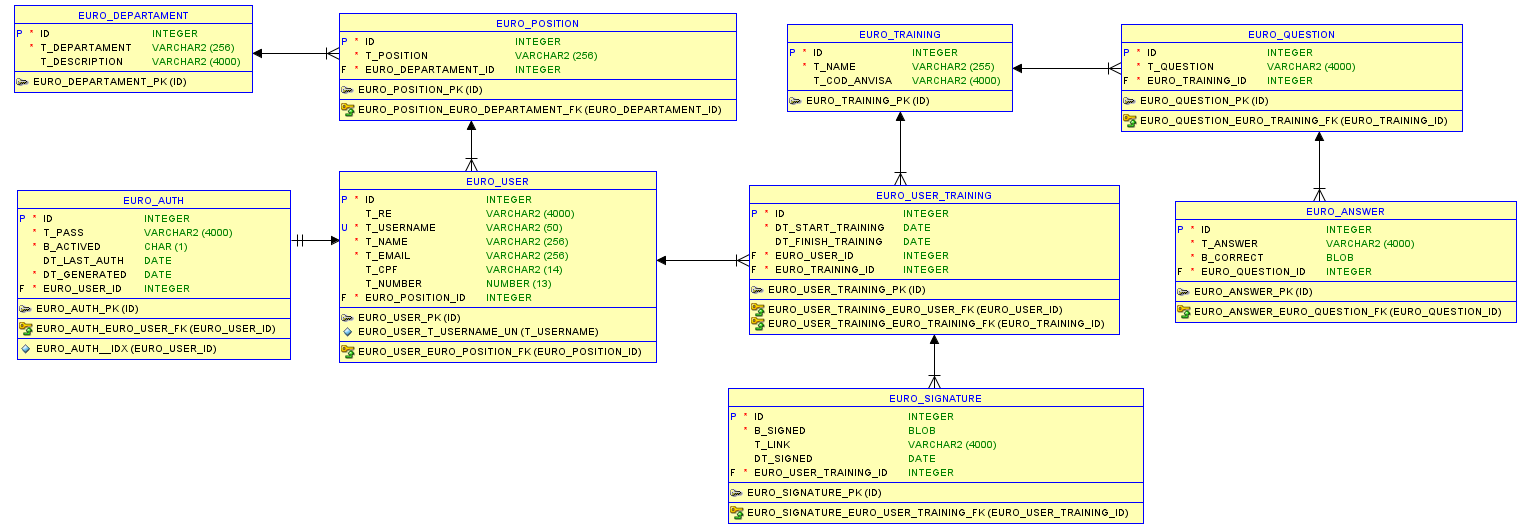 EURO_DEPARTAMENT
P * ID INTEGER
* T_DEPARTAMENT VARCHAR2 (256)
T_DESCRIPTION VARCHAR2 (4000)
EURO_DEPARTAMENT_PK (ID)
EURO_POSITION
P * ID INTEGER
* T_POSITION VARCHAR2 (256)
F * EURO_DEPARTAMENT_ID INTEGER
EURO_POSITION_PK (ID)
EURO_POSITION_EURO_DEPARTAMENT_FK (EURO_DEPARTAMENT_ID)
EURO_TRAINING
P * ID INTEGER
* T_NAME VARCHAR2 (255)
T_COD_ANVISA VARCHAR2 (4000)
EURO_TRAINING_PK (ID)
EURO_QUESTION
P * ID INTEGER
* T_QUESTION VARCHAR2 (4000)
F * EURO_TRAINING_ID INTEGER
EURO_QUESTION_PK (ID)
EURO_QUESTION_EURO_TRAINING_FK (EURO_TRAINING_ID)
EURO_AUTH
P * ID INTEGER
* T_PASS VARCHAR2 (4000)
* B_ACTIVED CHAR (1)
DT_LAST_AUTH DATE
* DT_GENERATED DATE
F * EURO_USER_ID INTEGER
EURO_AUTH_PK (ID)
EURO_AUTH_EURO_USER_FK (EURO_USER_ID)
EURO_AUTH__IDX (EURO_USER_ID)
EURO_USER
P * ID INTEGER
T_RE VARCHAR2 (4000)
U * T_USERNAME VARCHAR2 (50)
* T_NAME VARCHAR2 (256)
* T_EMAIL VARCHAR2 (256)
T_CPF VARCHAR2 (14)
T_NUMBER NUMBER (13)
F * EURO_POSITION_ID INTEGER
EURO_USER_PK (ID)
EURO_USER_T_USERNAME_UN (T_USERNAME)
EURO_USER_EURO_POSITION_FK (EURO_POSITION_ID)
EURO_USER_TRAINING
P * ID INTEGER
* DT_START_TRAINING DATE
DT_FINISH_TRAINING DATE
F * EURO_USER_ID INTEGER
F * EURO_TRAINING_ID INTEGER
EURO_USER_TRAINING_PK (ID)
EURO_USER_TRAINING_EURO_USER_FK (EURO_USER_ID)
EURO_USER_TRAINING_EURO_TRAINING_FK (EURO_TRAINING_ID)
EURO_ANSWER
P * ID INTEGER
* T_ANSWER VARCHAR2 (4000)
* B_CORRECT BLOB
F * EURO_QUESTION_ID INTEGER
EURO_ANSWER_PK (ID)
EURO_ANSWER_EURO_QUESTION_FK (EURO_QUESTION_ID)
EURO_SIGNATURE
P * ID INTEGER
* B_SIGNED BLOB
T_LINK VARCHAR2 (4000)
DT_SIGNED DATE
F * EURO_USER_TRAINING_ID INTEGER
EURO_SIGNATURE_PK (ID)
EURO_SIGNATURE_EURO_USER_TRAINING_FK (EURO_USER_TRAINING_ID)